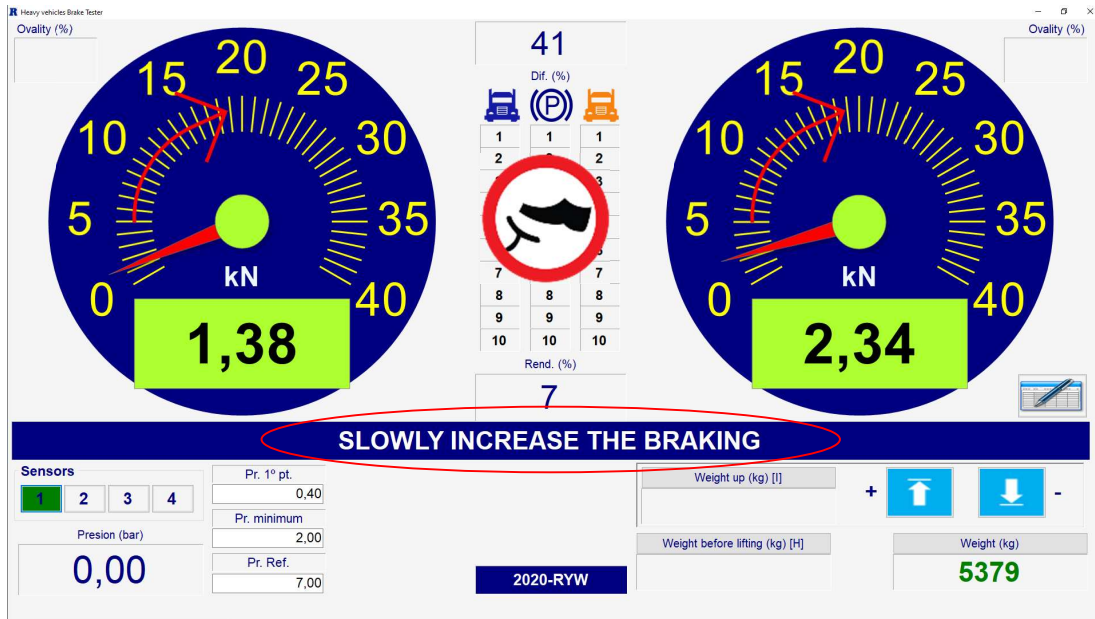 Heavy vehicles Brake Tester
Ovality (%)
41
Ovality (%)
Dif. (%)
0 5 10 15 20 25 30 35 40
kN
1,38
0 5 10 15 20 25 30 35 40
kN
2,34
(P)
1 1 1
2 2
3
7 7
8 8 8
9 9 9
10 10 10
Rend. (%)
7
SLOWLY INCREASE THE BRAKING
Sensors
1 2 3 4
Pr. 1º pt.
0,40
Pr. minimum
2,00
Pr. Ref.
7,00
Presion (bar)
0,00
2020-RYW
Weight up (kg) [I]
+ -
Weight before lifting (kg) [H]
Weight (kg)
5379